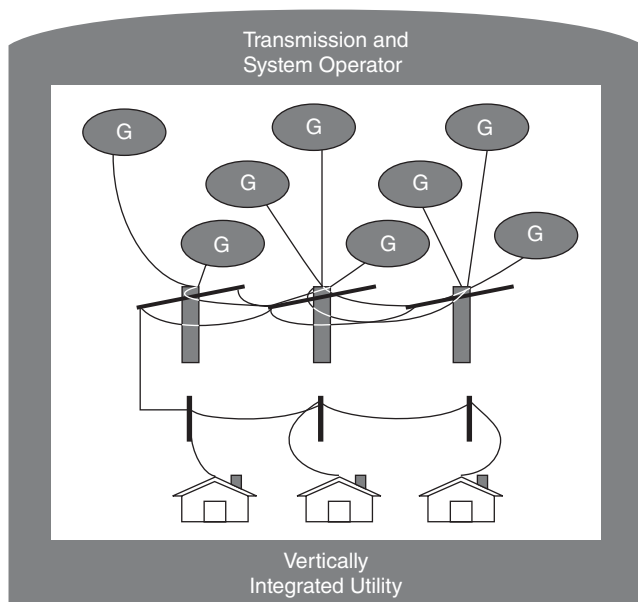 Transmission and
System Operator
G
G
G
G
G
G
G
G
Vertically
Integrated Utility